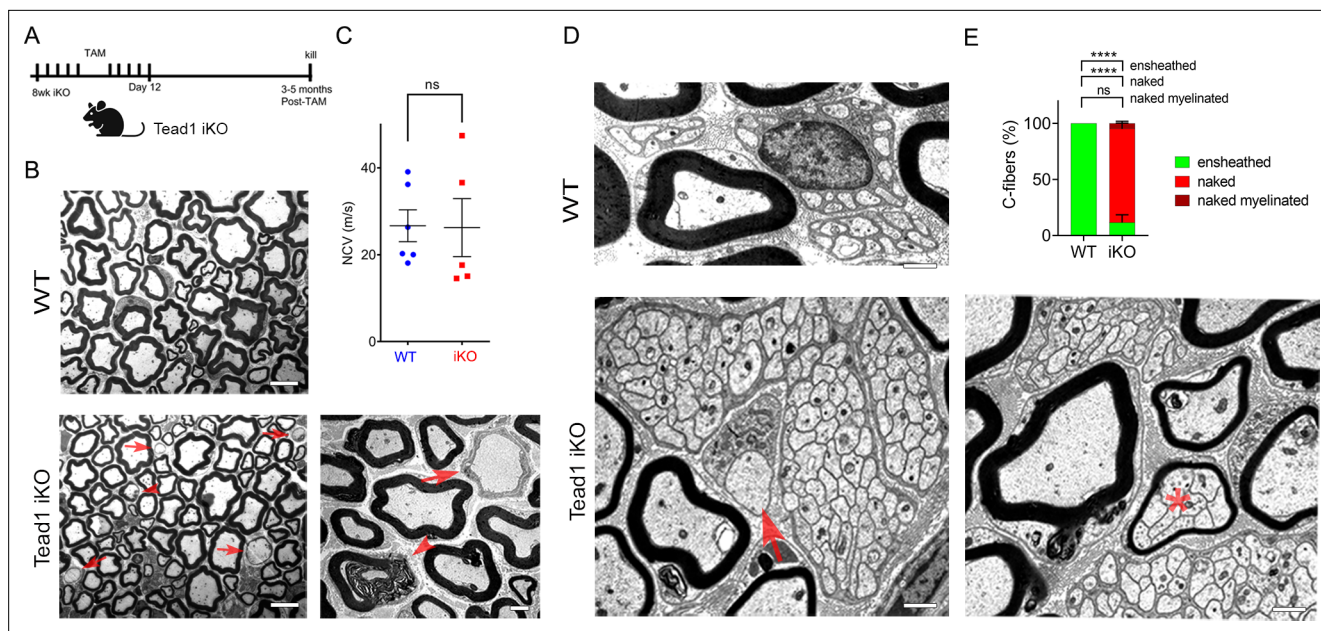 A
TAM
kill
8wk iKO
Day 12
3-5 months
Post-TAM
Tead1 iKO
B
WT
Tead1 iKO
C
ns
NCV (m/s)
40
20
0
WT
iKO
D
WT
Tead1 iKO
*
E
****
ensheathed
****
naked
ns
naked myelinated
C-fibers (%)
100
50
0
WT
iKO
ensheathed
naked
naked myelinated